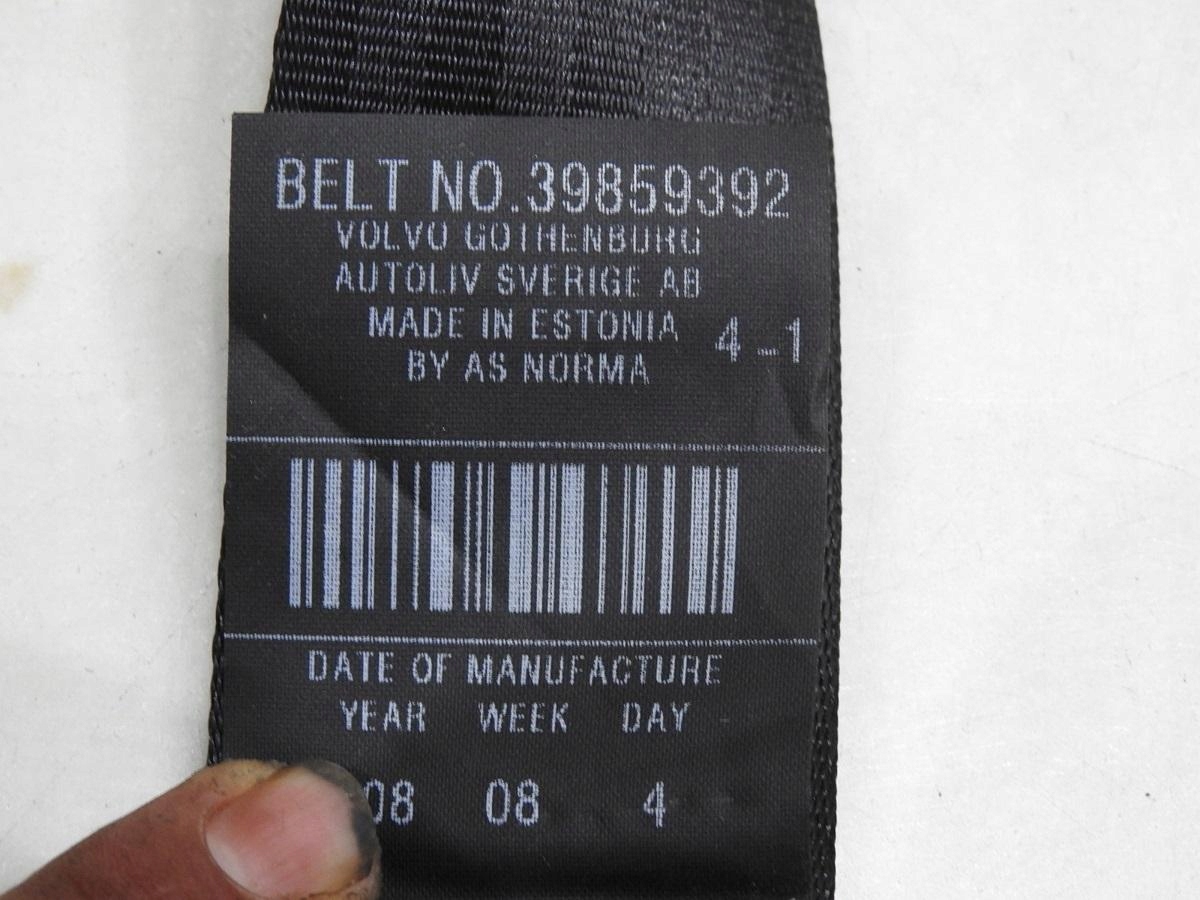 BELT NO.39859392
VOLVO GOTHENBURG
AUTOLIV SVERIGE AB
MADE IN ESTONIA 4-1
BY AS NORMA
DATE OF MANUFACTURE
YEAR WEEK DAY
08 08 4